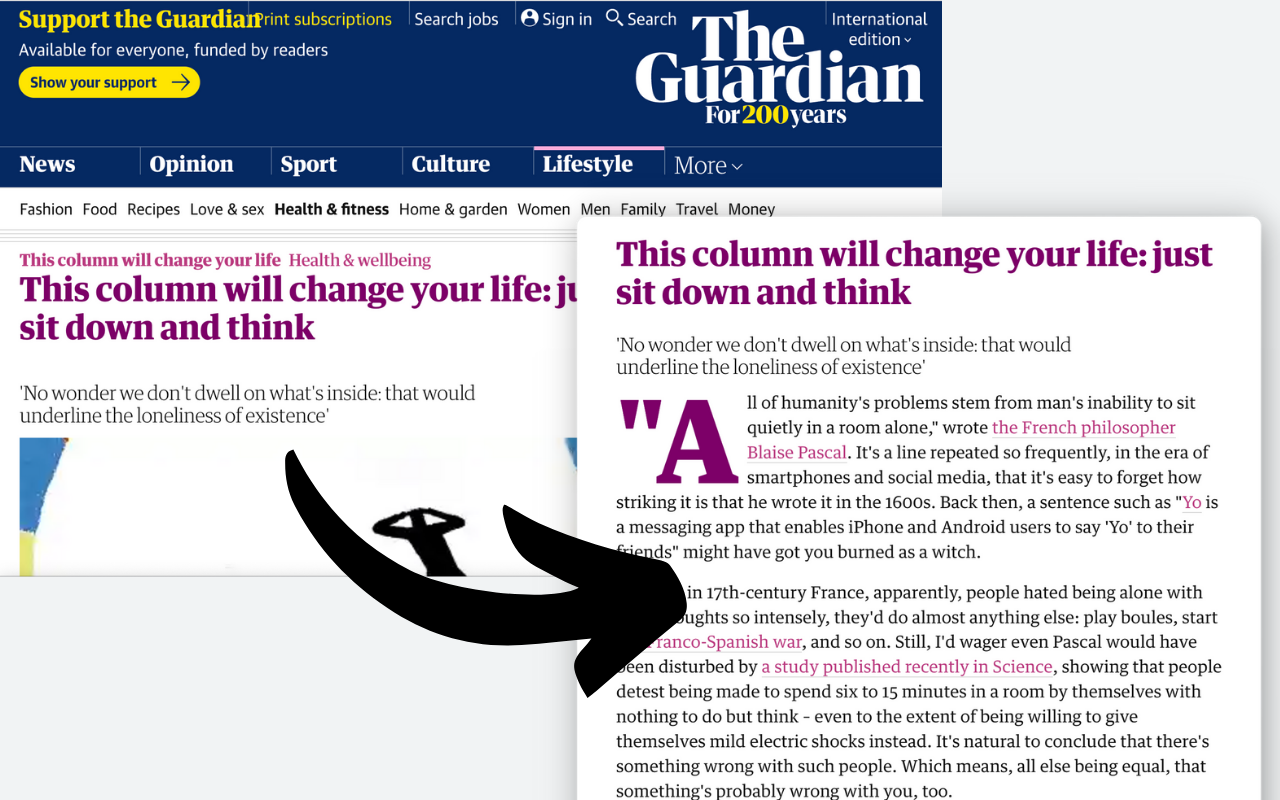 Support the Guardian
Print subscriptions
Search jobs
Sign in
Search
International
edition
Available for everyone, funded by readers
Show your support
The
Guardian
For 200 years
News
Opinion
Sport
Culture
Lifestyle
More
Fashion Food Recipes Love & sex Health & fitness Home & garden Women Men Family Travel Money
This column will change your life Health & wellbeing
This column will change your life:
sit down and think
'No wonder we don't dwell on what's inside: that would
underline the loneliness of existence'
This column will change your life: just
sit down and think
'No wonder we don't dwell on what's inside: that would
underline the loneliness of existence'
"All of humanity's problems stem from man's inability to sit
quietly in a room alone," wrote the French philosopher
Blaise Pascal. It's a line repeated so frequently, in the era of
smartphones and social media, that it's easy to forget how
striking it is that he wrote it in the 1600s. Back then, a sentence such as "Yo is
a messaging app that enables iPhone and Android users to say 'Yo' to their
friends" might have got you burned as a witch.
in 17th-century France, apparently, people hated being alone with
so intensely, they'd do almost anything else: play boules, start
Franco-Spanish war, and so on. Still, I'd wager even Pascal would have
been disturbed by a study published recently in Science, showing that people
detest being made to spend six to 15 minutes in a room by themselves with
nothing to do but think – even to the extent of being willing to give
themselves mild electric shocks instead. It's natural to conclude that there's
something wrong with such people. Which means, all else being equal, that
something's probably wrong with you, too.